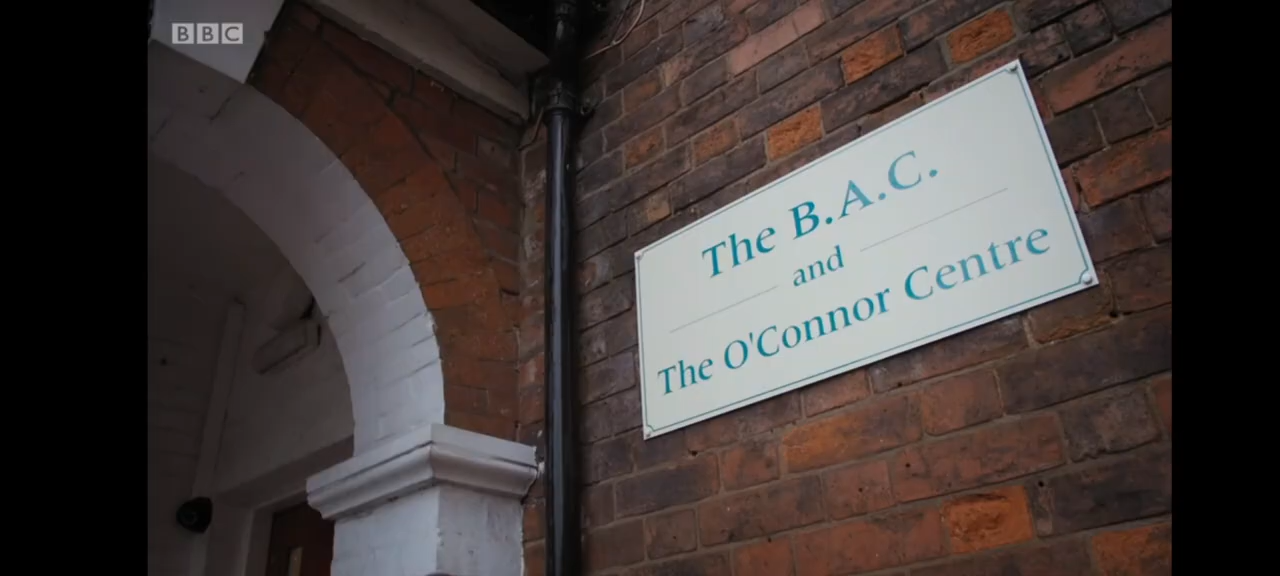 BBC
The B.A.C.
and
The O'Connor Centre